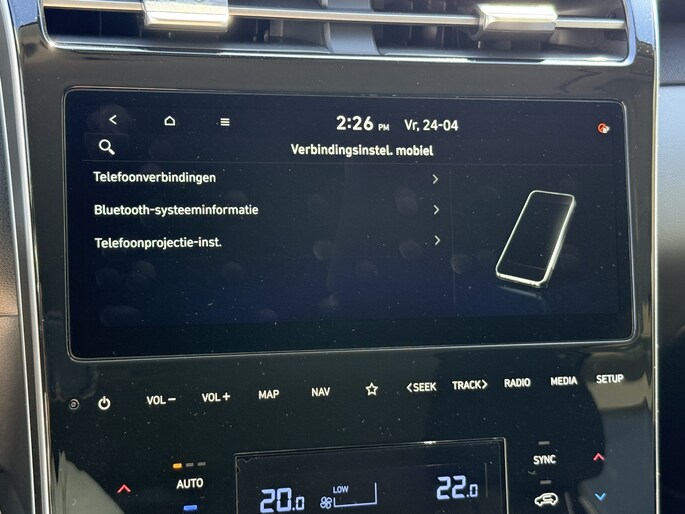 2:26 PM Vr, 24-04
Verbindingsinstel. mobiel
Telefoonverbindingen
Bluetooth-systeeminformatie
Telefoonprojectie-inst.
VOL− VOL+ MAP NAV <SEEK TRACK> RADIO MEDIA SETUP
AUTO
20.0
LOW
22.0
SYNC